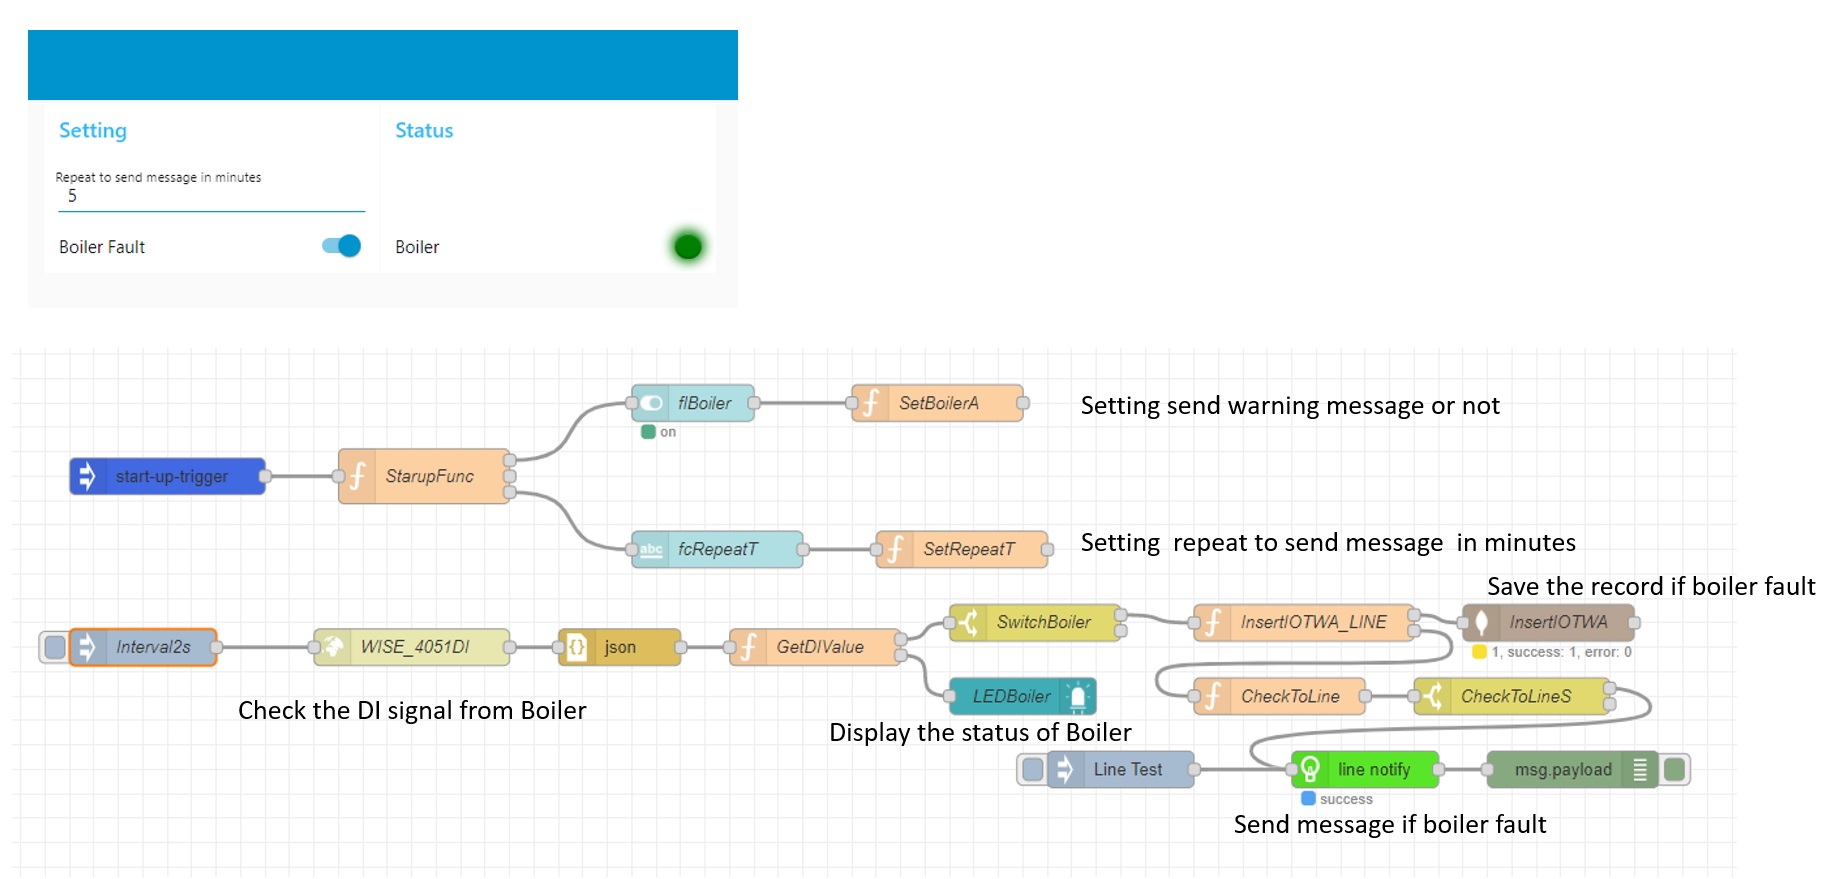 Setting
Status
Repeat to send message in minutes
5
Boiler Fault
Boiler
flBoiler
SetBoilerA
Setting send warning message or not
on
start-up-trigger
StarupFunc
abc
fcRepeatT
SetRepeatT
Setting repeat to send message in minutes
Save the record if boiler fault
SwitchBoiler
InsertIOTWA_LINE
InsertIOTWA
Interval2s
WISE_4051DI
json
GetDIValue
1, success: 1, error: 0
LEDBoiler
CheckToLine
CheckToLineS
Check the DI signal from Boiler
Display the status of Boiler
Line Test
line notify
msg.payload
success
Send message if boiler fault